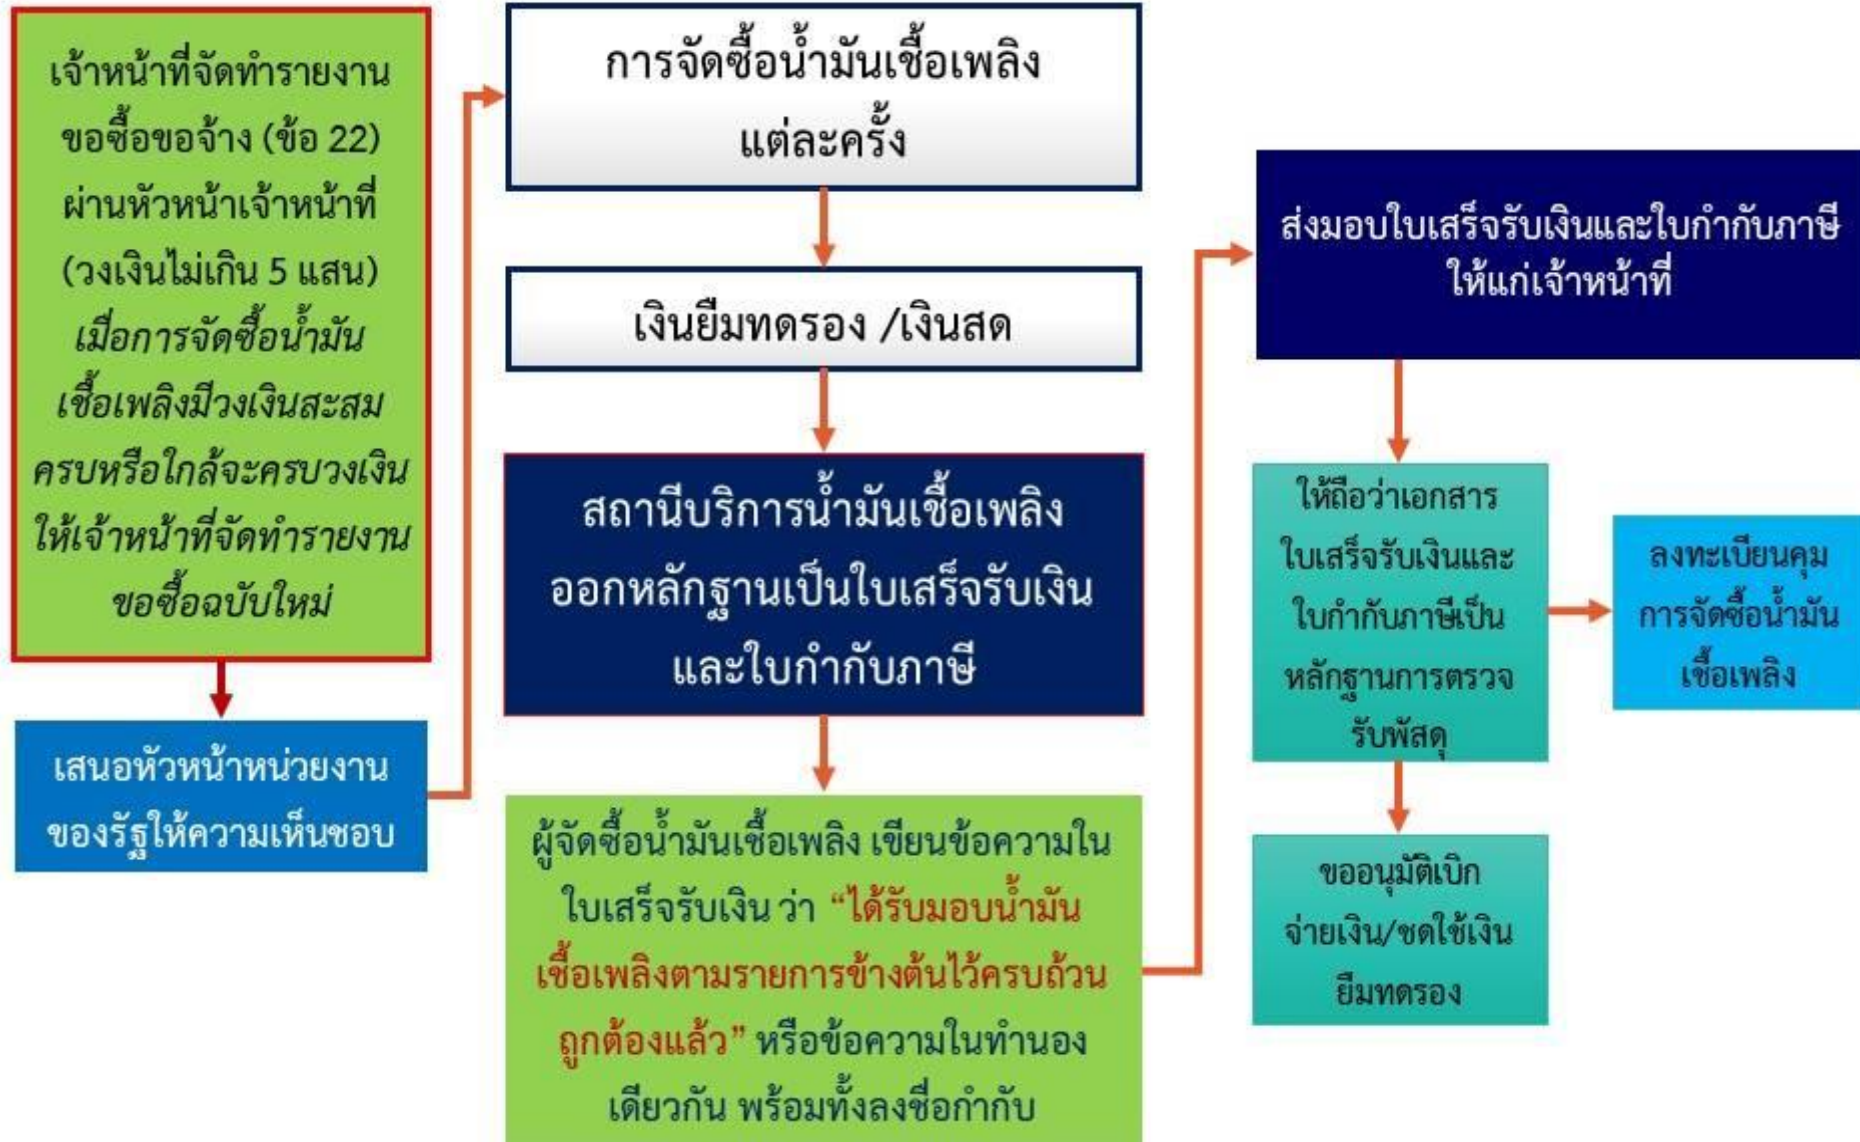 เจ้าหน้าที่จัดทำรายงาน
ขอซื้อขอจ้าง (ข้อ 22)
ผ่านหัวหน้าเจ้าหน้าที่
(วงเงินไม่เกิน 5 แสน)
เมื่อการจัดซื้อน้ำมัน
เชื้อเพลิงมีวงเงินสะสม
ครบหรือใกล้จะครบวงเงิน
ให้เจ้าหน้าที่จัดทำรายงาน
ขอซื้อฉบับใหม่
เสนอหัวหน้าหน่วยงาน
ของรัฐให้ความเห็นชอบ
การจัดซื้อน้ำมันเชื้อเพลิง
แต่ละครั้ง
เงินยืมทดรอง /เงินสด
สถานีบริการน้ำมันเชื้อเพลิง
ออกหลักฐานเป็นใบเสร็จรับเงิน
และใบกำกับภาษี
ผู้จัดซื้อน้ำมันเชื้อเพลิง เขียนข้อความใน
ใบเสร็จรับเงิน ว่า “ได้รับมอบน้ำมัน
เชื้อเพลิงตามรายการข้างต้นไว้ครบถ้วน
ถูกต้องแล้ว” หรือข้อความในทำนอง
เดียวกัน พร้อมทั้งลงชื่อกำกับ
ส่งมอบใบเสร็จรับเงินและใบกำกับภาษี
ให้แก่เจ้าหน้าที่
ให้ถือว่าเอกสาร
ใบเสร็จรับเงินและ
ใบกำกับภาษีเป็น
หลักฐานการตรวจ
รับพัสดุ
ลงทะเบียนคุม
การจัดซื้อน้ำมัน
เชื้อเพลิง
ขออนุมัติเบิก
จ่ายเงิน/ชดใช้เงิน
ยืมทดรอง